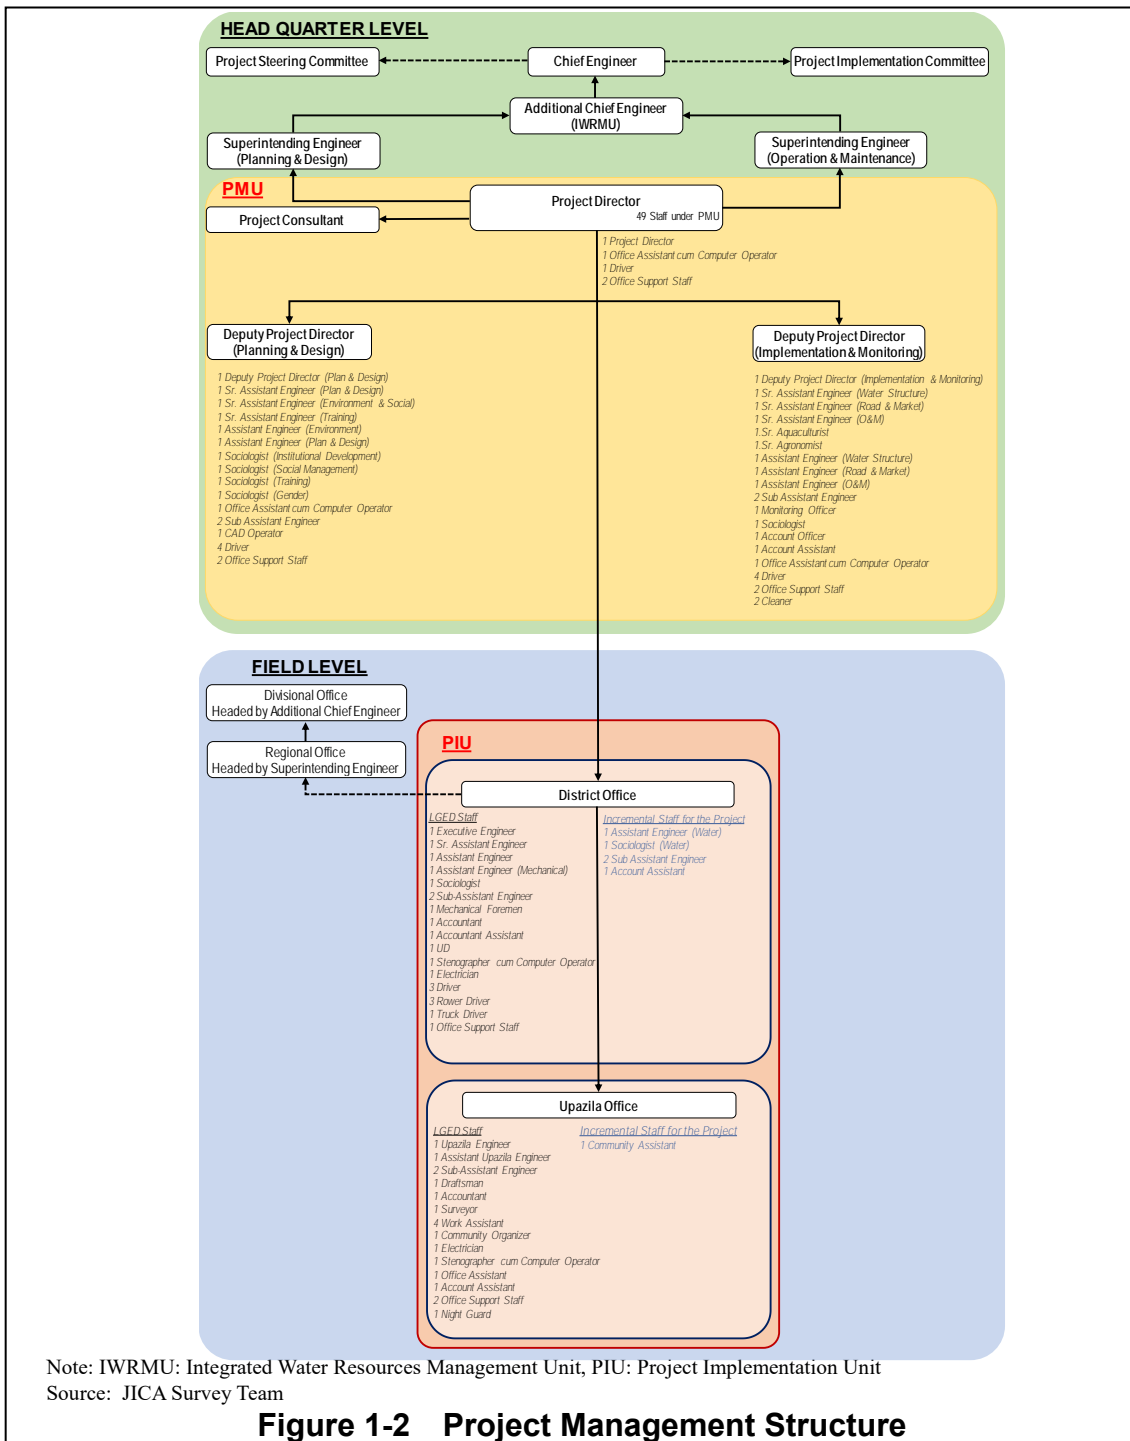 HEAD QUARTER LEVEL
Project Steering Committee
Chief Engineer
Project Implementation Committee
Additional Chief Engineer
(IWRMU)
Superintending Engineer
(Planning & Design)
Superintending Engineer
(Operation & Maintenance)
PMU
Project Director
49 Staff under PMU
Project Consultant
1 Project Director
1 Office Assistant cum Computer Operator
1 Driver
2 Office Support Staff
Deputy Project Director
(Planning & Design)
1 Deputy Project Director (Plan & Design)
1 Sr. Assistant Engineer (Plan & Design)
1 Sr. Assistant Engineer (Environment & Social)
1 Sr. Assistant Engineer (Training)
1 Assistant Engineer (Environment)
1 Assistant Engineer (Plan & Design)
1 Sociologist (Institutional Development)
1 Sociologist (Social Management)
1 Sociologist (Training)
1 Sociologist (Gender)
1 Office Assistant cum Computer Operator
2 Sub Assistant Engineer
1 CAD Operator
4 Driver
2 Office Support Staff
Deputy Project Director
(Implementation & Monitoring)
1 Deputy Project Director (Implementation & Monitoring)
1 Sr. Assistant Engineer (Water Structure)
1 Sr. Assistant Engineer (Road & Market)
1 Sr. Assistant Engineer (O&M)
1.Sr. Aquaculturist
1.Sr. Agronomist
1 Assistant Engineer (Water Structure)
1 Assistant Engineer (Road & Market)
1 Assistant Engineer (O&M)
2 Sub Assistant Engineer
1 Monitoring Officer
1 Sociologist
1 Account Officer
1 Account Assistant
1 Office Assistant cum Computer Operator
4 Driver
2 Office Support Staff
2 Cleaner
FIELD LEVEL
Divisional Office
Headed by Additional Chief Engineer
Regional Office
Headed by Superintending Engineer
PIU
District Office
LGED Staff
1 Executive Engineer
1 Sr. Assistant Engineer
1 Assistant Engineer
1 Assistant Engineer (Mechanical)
1 Sociologist
2 Sub-Assistant Engineer
1 Mechanical Foremen
1 Accountant
1 Accountant Assistant
1 UD
1 Stenographer cum Computer Operator
1 Electrician
3 Driver
3 Rower Driver
1 Truck Driver
1 Office Support Staff
Incremental Staff for the Project
1 Assistant Engineer (Water)
1 Sociologist (Water)
2 Sub Assistant Engineer
1 Account Assistant
Upazila Office
LGED Staff
1 Upazila Engineer
1 Assistant Upazila Engineer
2 Sub-Assistant Engineer
1 Draftsman
1 Accountant
1 Surveyor
4 Work Assistant
1 Community Organizer
1 Electrician
1 Stenographer cum Computer Operator
1 Office Assistant
1 Account Assistant
2 Office Support Staff
1 Night Guard
Incremental Staff for the Project
1 Community Assistant
Note: IWRMU: Integrated Water Resources Management Unit, PIU: Project Implementation Unit
Source: JICA Survey Team
Figure 1-2 Project Management Structure